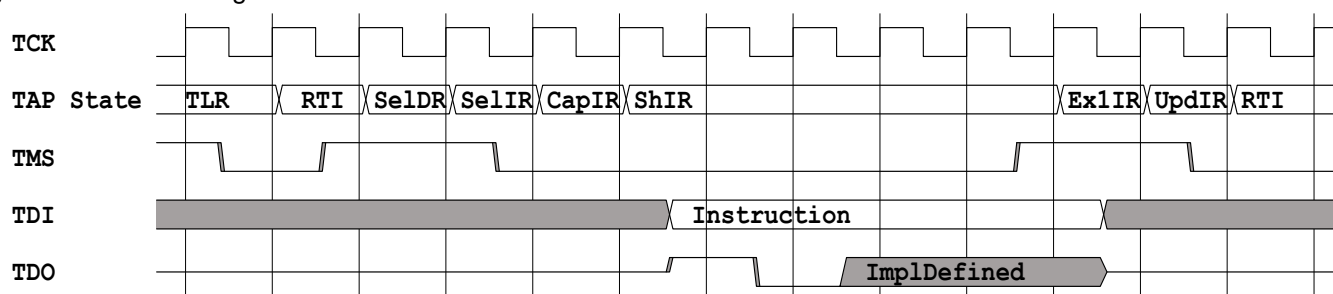 TCK
TAP State TLR RTI SelDR SelIR CapIR ShIR Ex1IR UpdIR RTI
TMS
TDI Instruction
TDO ImplDefined